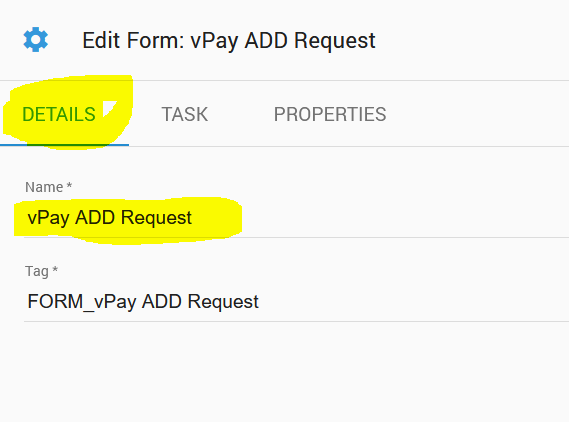 Edit Form: vPay ADD Request
DETAILS TASK PROPERTIES
Name *
vPay ADD Request
Tag *
FORM_vPay ADD Request